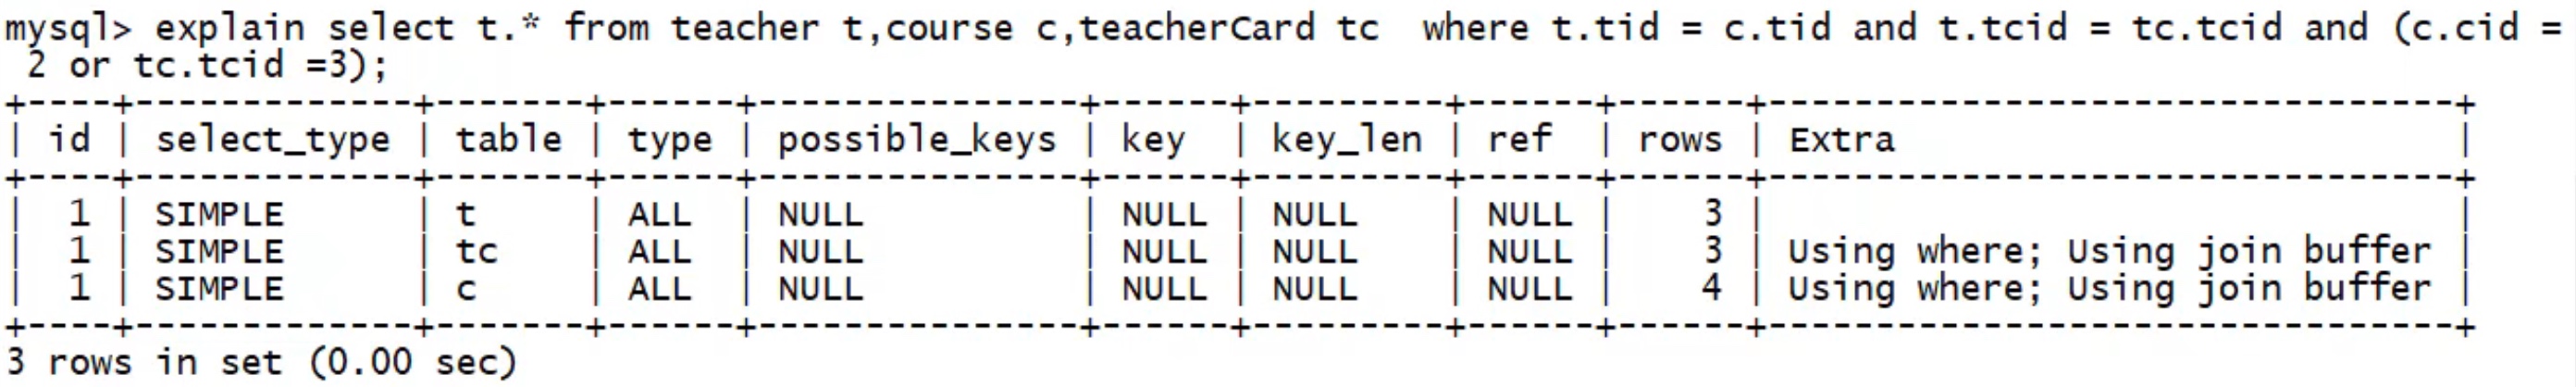 mysql> explain select t.* from teacher t,course c,teacherCard tc  where t.tid = c.tid and t.tcid = tc.tcid and (c.cid =
 2 or tc.tcid =3);
+----+-------------+-------+------+---------------+------+---------+------+------+--------------------------------+
| id | select_type | table | type | possible_keys | key  | key_len | ref  | rows | Extra                          |
+----+-------------+-------+------+---------------+------+---------+------+------+--------------------------------+
|  1 | SIMPLE      | t     | ALL  | NULL          | NULL | NULL    | NULL |    3 |                                |
|  1 | SIMPLE      | tc    | ALL  | NULL          | NULL | NULL    | NULL |    3 | Using where; Using join buffer |
|  1 | SIMPLE      | c     | ALL  | NULL          | NULL | NULL    | NULL |    4 | Using where; Using join buffer |
+----+-------------+-------+------+---------------+------+---------+------+------+--------------------------------+
3 rows in set (0.00 sec)